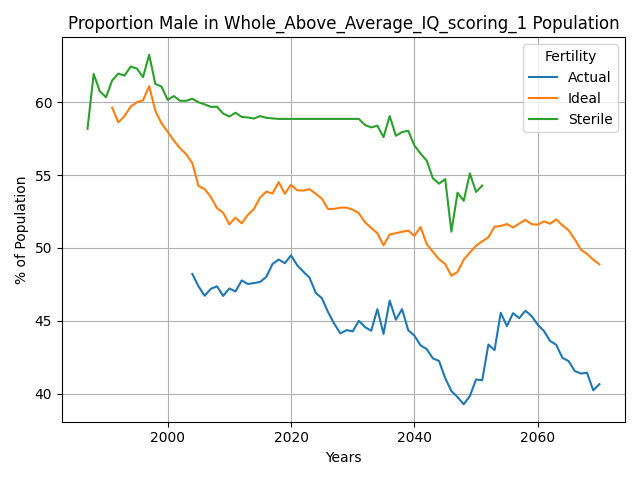 Proportion Male in Whole_Above_Average_IQ_scoring_1 Population
Fertility
Actual
Ideal
Sterile
% of Population
60
55
50
45
40
2000
2020
2040
2060
Years